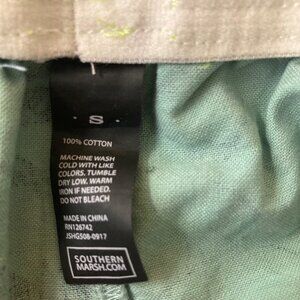 S
100% COTTON
MACHINE WASH
COLD WITH LIKE
COLORS. TUMBLE
DRY LOW. WARM
IRON IF NEEDED.
DO NOT BLEACH
MADE IN CHINA
RN126742
JSHG508-0917
SOUTHERN
MARSH.COM